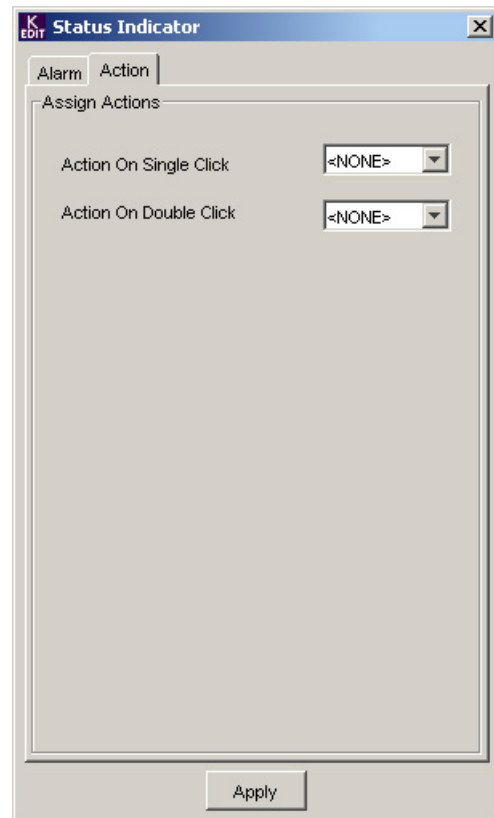 K EDIT Status Indicator
Alarm Action
Assign Actions
Action On Single Click <NONE>
Action On Double Click <NONE>
Apply